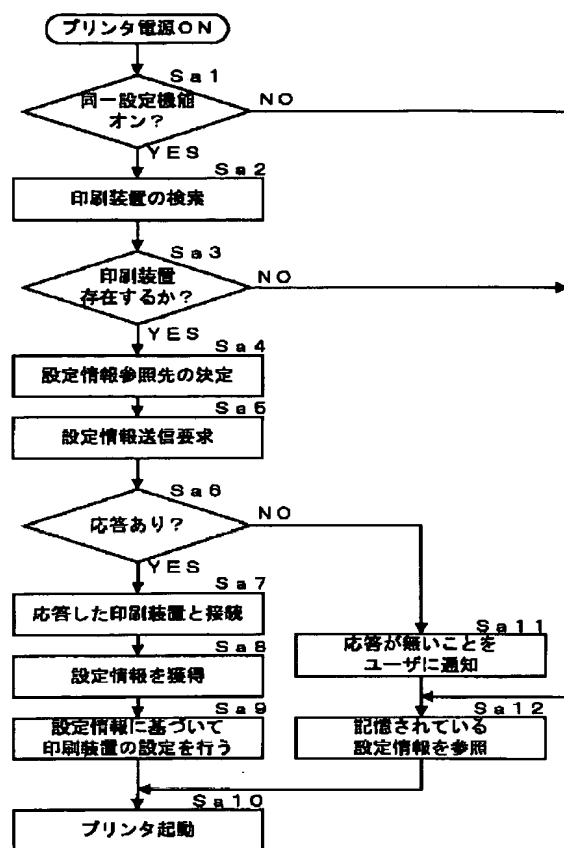 プリンタ電源ON
Sa1
同一設定機能
オン？
NO
YES
Sa2
印刷装置の検索
Sa3
印刷装置
存在するか？
NO
YES
Sa4
設定情報参照先の決定
Sa5
設定情報送信要求
Sa6
応答あり？
NO
YES
Sa7
応答した印刷装置と接続
Sa8
設定情報を獲得
Sa9
設定情報に基づいて
印刷装置の設定を行う
Sa11
応答が無いことを
ユーザに通知
Sa12
記憶されている
設定情報を参照
Sa10
プリンタ起動